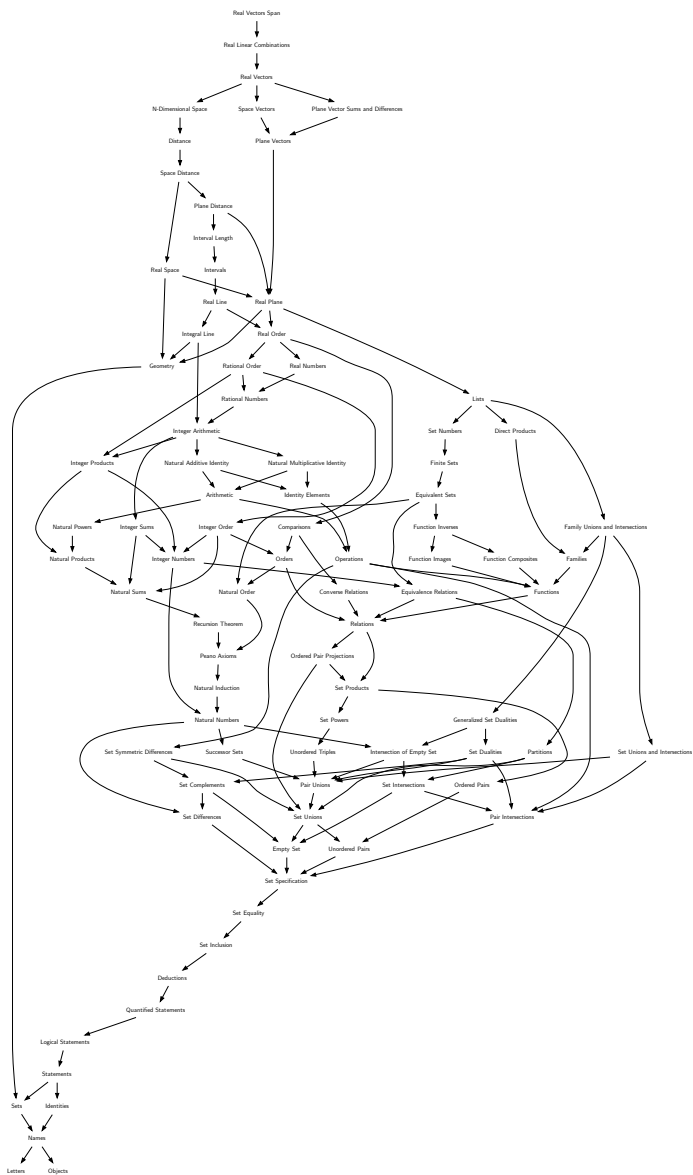 Real Vectors Span
Real Linear Combinations
Real Vectors
N-Dimensional Space
Space Vectors
Plane Vector Sums and Differences
Distance
Plane Vectors
Space Distance
Plane Distance
Interval Length
Real Space
Intervals
Real Line
Real Plane
Integral Line
Real Order
Geometry
Rational Order
Real Numbers
Rational Numbers
Lists
Integer Arithmetic
Set Numbers
Direct Products
Integer Products
Natural Additive Identity
Natural Multiplicative Identity
Finite Sets
Arithmetic
Identity Elements
Equivalent Sets
Natural Powers
Integer Sums
Integer Order
Comparisons
Function Inverses
Family Unions and Intersections
Natural Products
Integer Numbers
Orders
Operations
Function Images
Function Composites
Families
Natural Sums
Natural Order
Converse Relations
Equivalence Relations
Functions
Recursion Theorem
Relations
Peano Axioms
Ordered Pair Projections
Natural Induction
Set Products
Natural Numbers
Set Powers
Generalized Set Dualities
Set Symmetric Differences
Successor Sets
Unordered Triples
Intersection of Empty Set
Set Dualities
Partitions
Set Unions and Intersections
Set Complements
Pair Unions
Set Intersections
Ordered Pairs
Set Differences
Set Unions
Pair Intersections
Empty Set
Unordered Pairs
Set Specification
Set Equality
Set Inclusion
Deductions
Quantified Statements
Logical Statements
Statements
Sets
Identities
Names
Letters
Objects